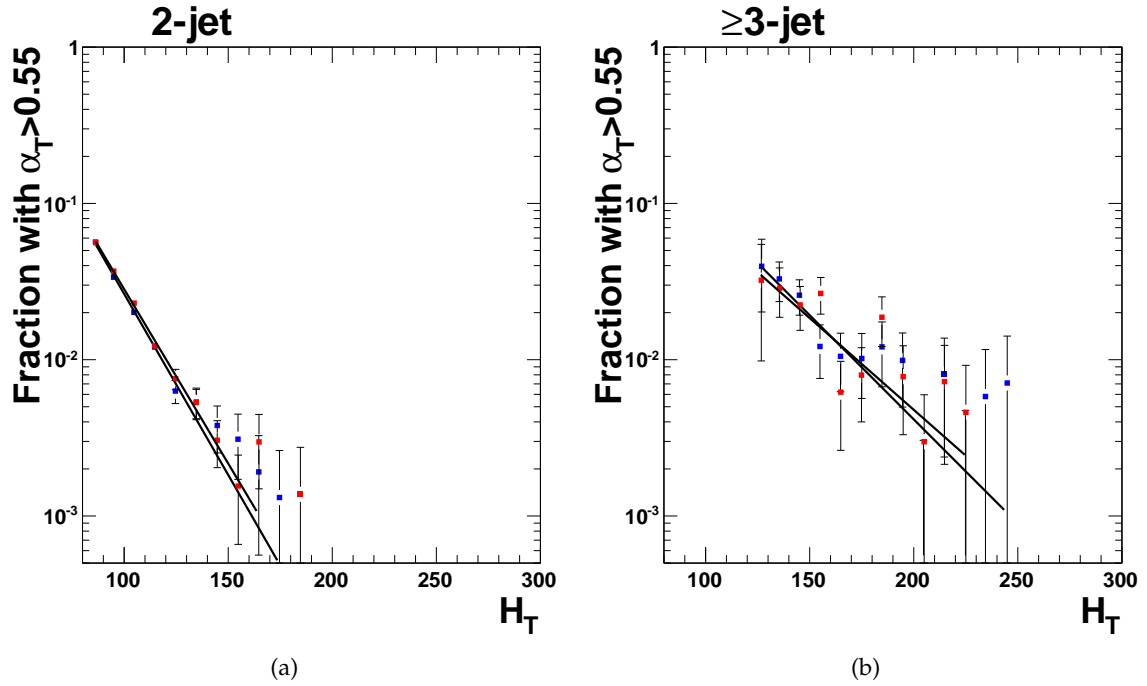 2-jet
Fraction with α_T>0.55
1
10^-1
10^-2
10^-3
100 150 200 250 300
H_T
(a)
≥3-jet
Fraction with α_T>0.55
1
10^-1
10^-2
10^-3
100 150 200 250 300
H_T
(b)